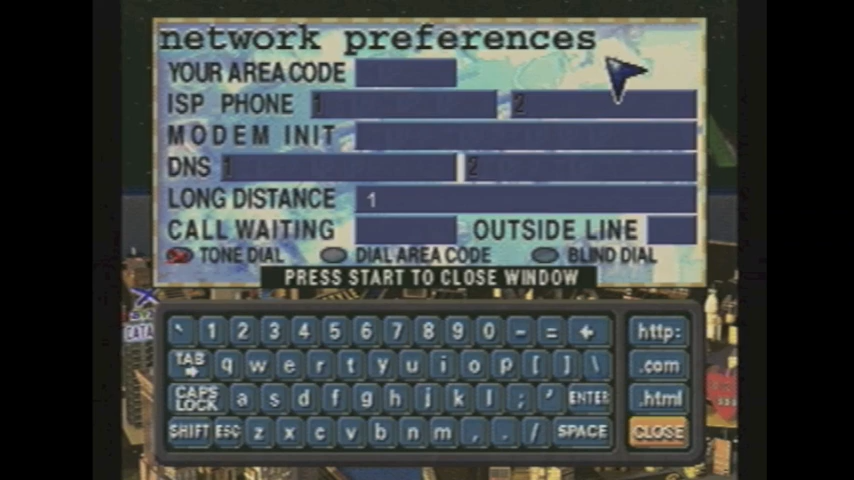 network preferences
YOUR AREA CODE
ISP PHONE 1 2
MODEM INIT
DNS 1 2
LONG DISTANCE 1
CALL WAITING OUTSIDE LINE
TONE DIAL DIAL AREA CODE BLIND DIAL
PRESS START TO CLOSE WINDOW
` 1 2 3 4 5 6 7 8 9 0 - = ← http:
TAB → q w e r t y u i o p [ ] \ .com
CAPS LOCK a s d f g h j k l ; ' ENTER .html
SHIFT ESC z x c v b n m , . / SPACE CLOSE
CATA